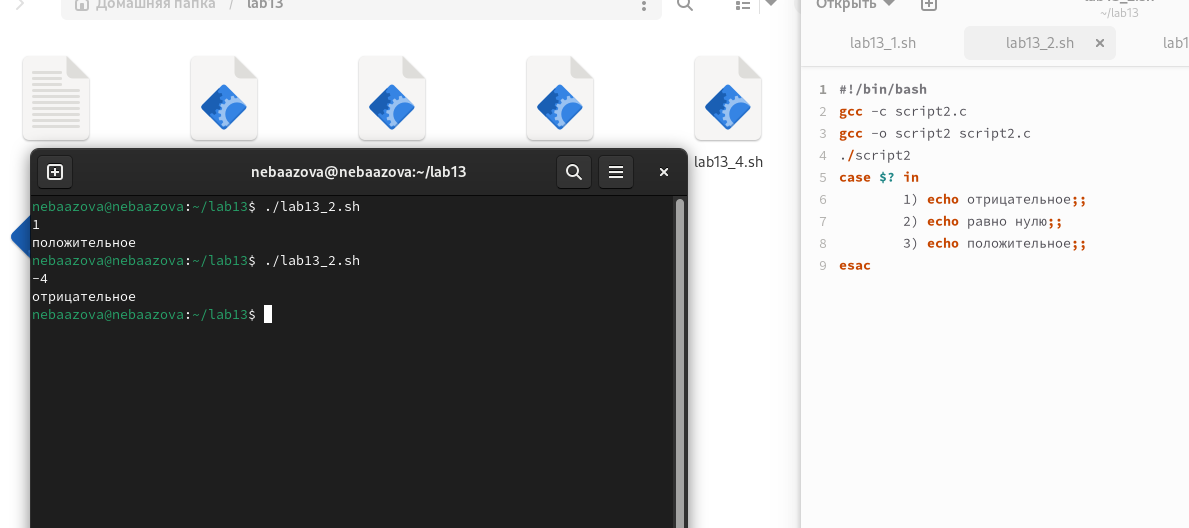 Домашняя папка / lab13
lab13_4.sh
nebaazova@nebaazova:~/lab13
nebaazova@nebaazova:~/lab13$ ./lab13_2.sh
1
положительное
nebaazova@nebaazova:~/lab13$ ./lab13_2.sh
-4
отрицательное
nebaazova@nebaazova:~/lab13$
Открыть
~/lab13
lab13_1.sh
lab13_2.sh
1 #!/bin/bash
2 gcc -c script2.c
3 gcc -o script2 script2.c
4 ./script2
5 case $? in
6 1) echo отрицательное;;
7 2) echo равно нулю;;
8 3) echo положительное;;
9 esac